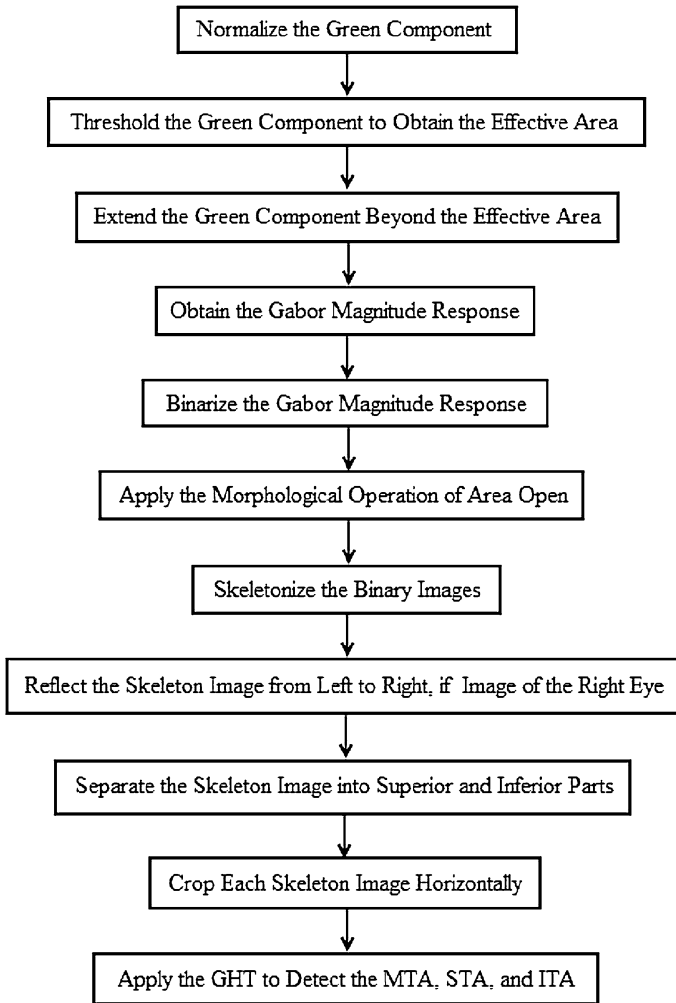 Normalize the Green Component
Threshold the Green Component to Obtain the Effective Area
Extend the Green Component Beyond the Effective Area
Obtain the Gabor Magnitude Response
Binarize the Gabor Magnitude Response
Apply the Morphological Operation of Area Open
Skeletonize the Binary Images
Reflect the Skeleton Image from Left to Right, if Image of the Right Eye
Separate the Skeleton Image into Superior and Inferior Parts
Crop Each Skeleton Image Horizontally
Apply the GHT to Detect the MTA, STA, and ITA